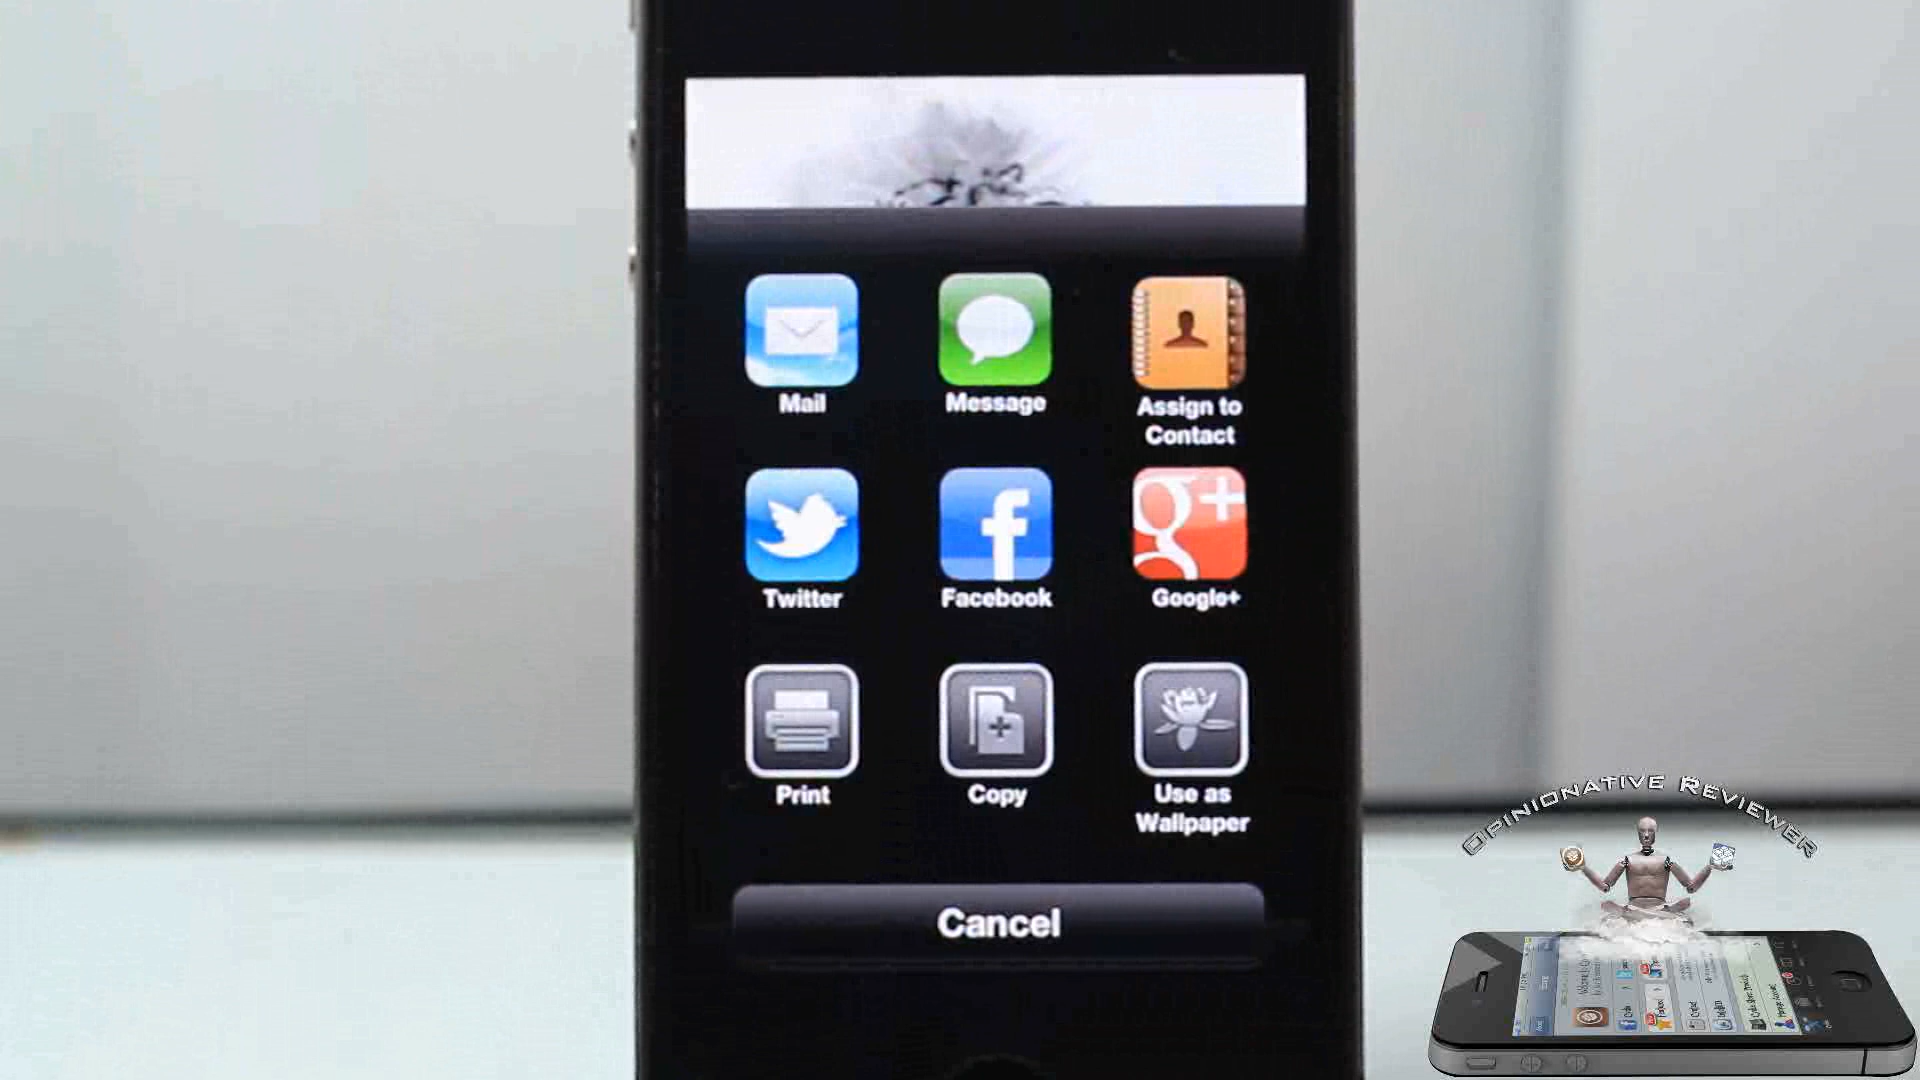 Mail
Message
Assign to
Contact
Twitter
Facebook
Google+
Print
Copy
Use as
Wallpaper
Cancel
Opinionative Reviewer